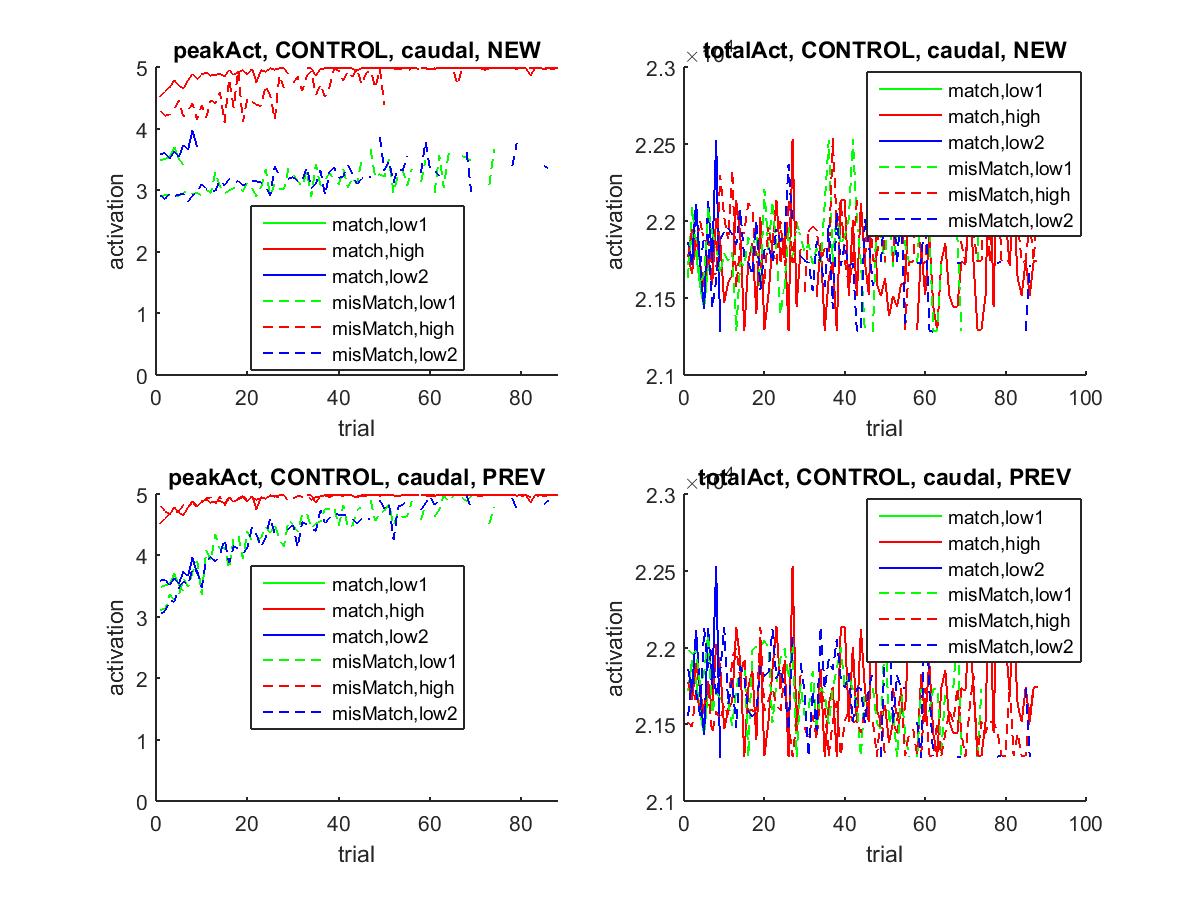 peakAct, CONTROL, caudal, NEW
5
4
3
2
1
0
activation
match,low1
match,high
match,low2
misMatch,low1
misMatch,high
misMatch,low2
0 20 40 60 80
trial
totalAct, CONTROL, caudal, NEW
2.3
2.25
2.2
2.15
2.1
activation
match,low1
match,high
match,low2
misMatch,low1
misMatch,high
misMatch,low2
0 20 40 60 80 100
trial
peakAct, CONTROL, caudal, PREV
5
4
3
2
1
0
activation
match,low1
match,high
match,low2
misMatch,low1
misMatch,high
misMatch,low2
0 20 40 60 80
trial
totalAct, CONTROL, caudal, PREV
2.3
2.25
2.2
2.15
2.1
activation
match,low1
match,high
match,low2
misMatch,low1
misMatch,high
misMatch,low2
0 20 40 60 80 100
trial